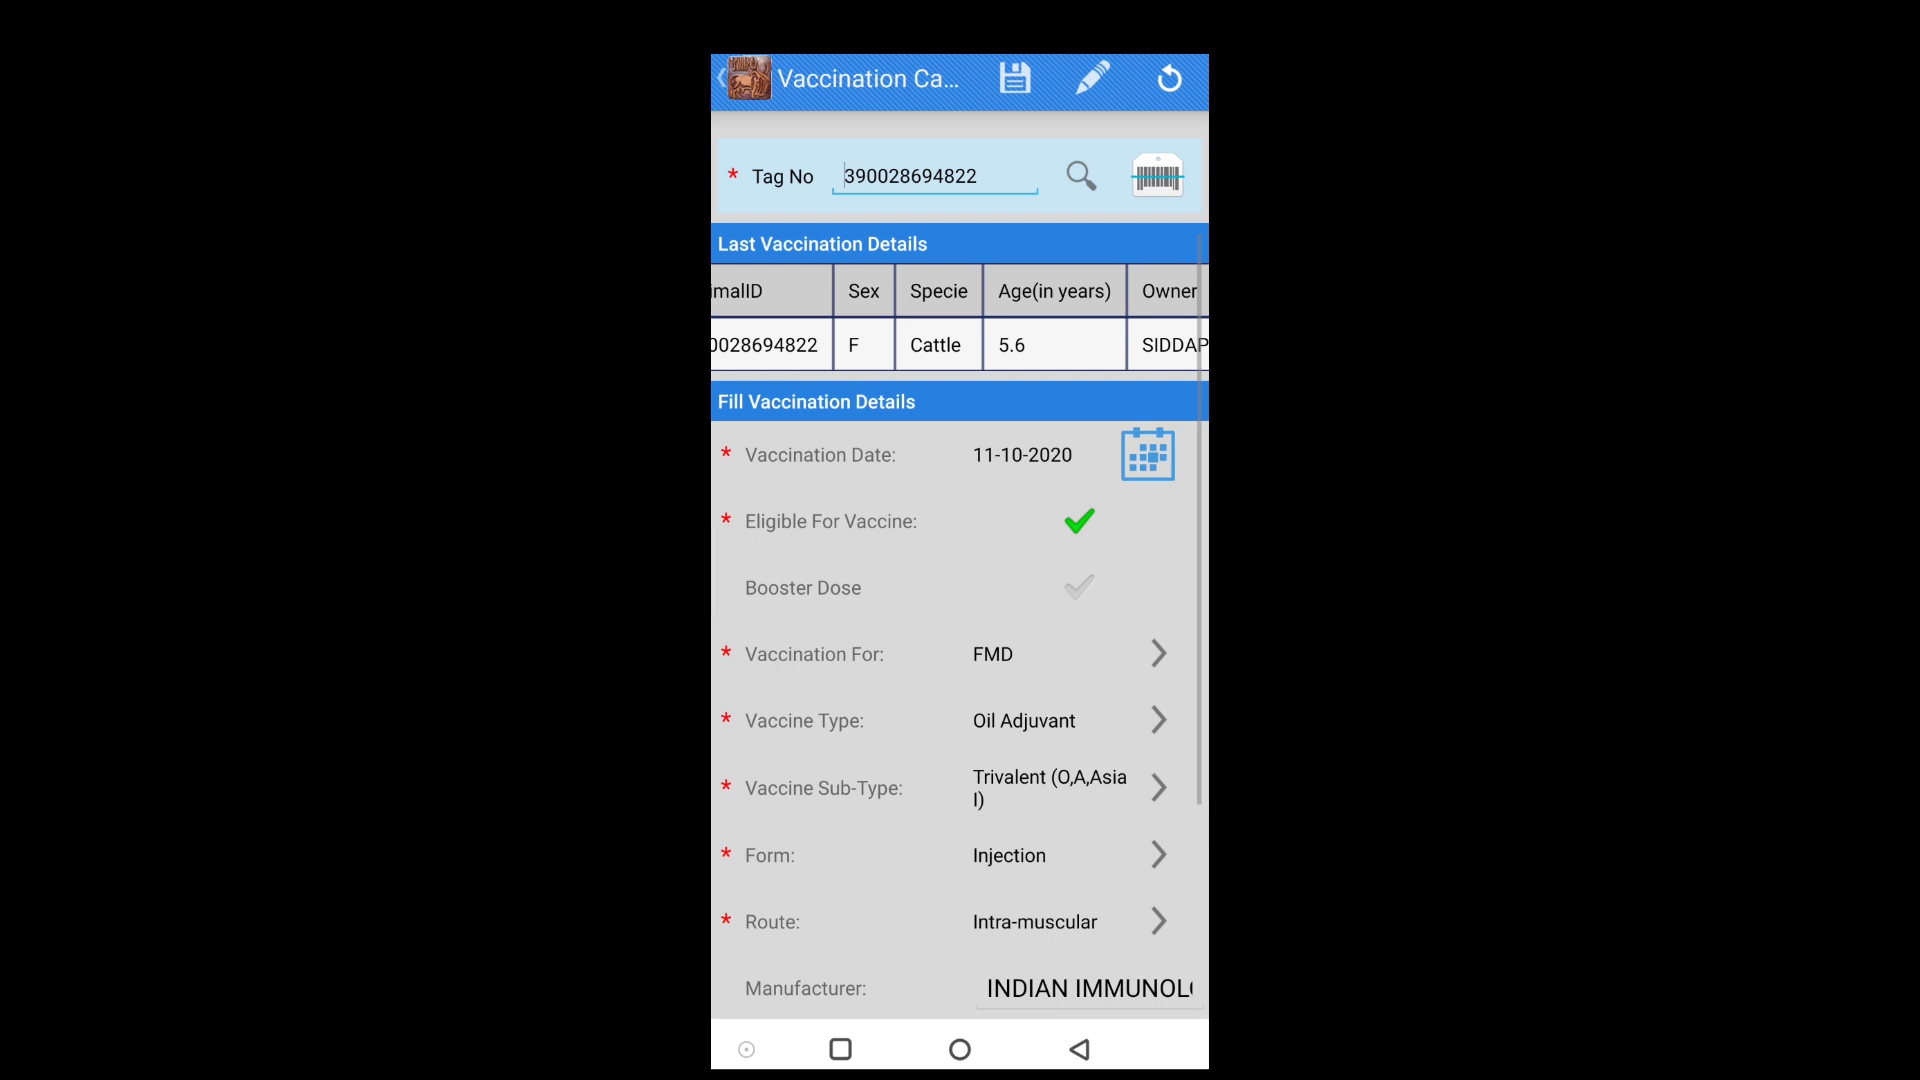 Vaccination Ca...
* Tag No 390028694822
Last Vaccination Details
imalID Sex Specie Age(in years) Owner
0028694822 F Cattle 5.6 SIDDAP
Fill Vaccination Details
* Vaccination Date: 11-10-2020
* Eligible For Vaccine:
Booster Dose
* Vaccination For: FMD
* Vaccine Type: Oil Adjuvant
* Vaccine Sub-Type: Trivalent (O,A,Asia
I)
* Form: Injection
* Route: Intra-muscular
Manufacturer: INDIAN IMMUNOL